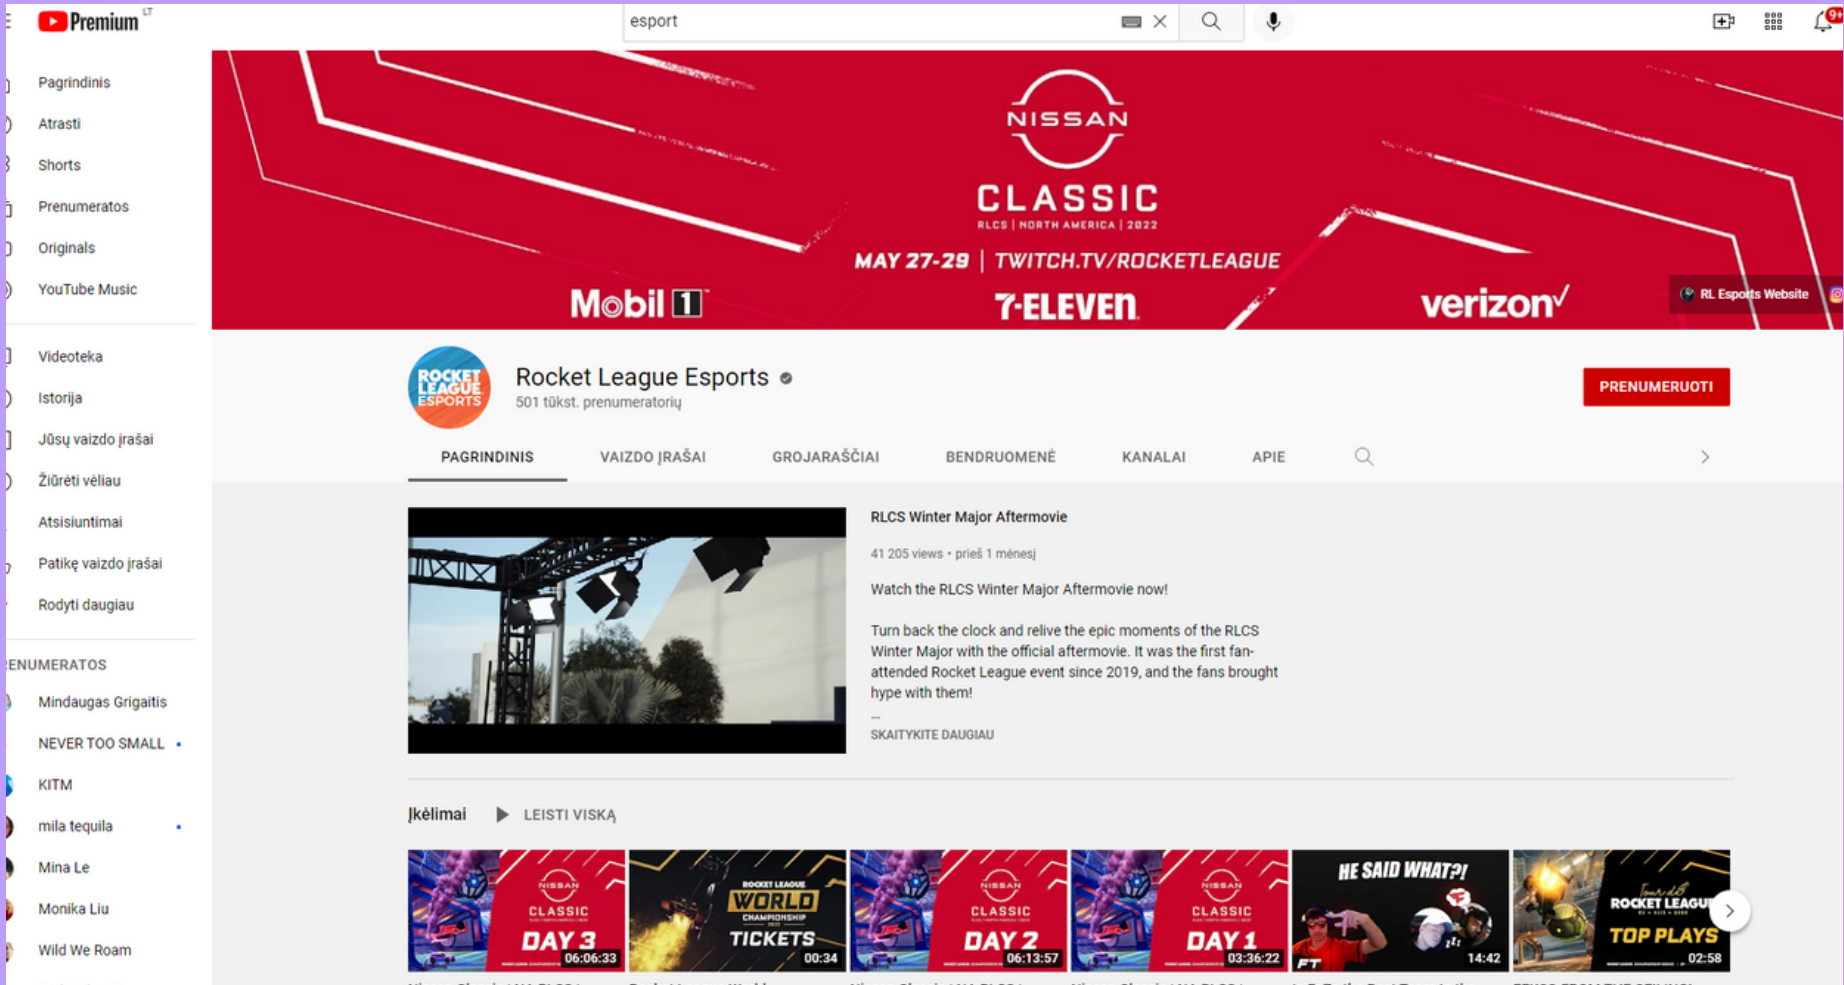 Premium LT
esport
9+
Pagrindinis
Atrasti
Shorts
Prenumeratos
Originals
YouTube Music
Videoteka
Istorija
Jūsų vaizdo įrašai
Žiūrėti vėliau
Atsisiuntimai
Patikę vaizdo įrašai
Rodyti daugiau
ENUMERATOS
Mindaugas Grigaitis
NEVER TOO SMALL
KITM
mila tequila
Mina Le
Monika Liu
Wild We Roam
NISSAN
CLASSIC
RLCS | NORTH AMERICA | 2022
MAY 27-29 | TWITCH.TV/ROCKETLEAGUE
Mobil 1
7-ELEVEN
verizon
RL Esports Website
ROCKET
LEAGUE
ESPORTS
Rocket League Esports
501 tūkst. prenumeratorių
PRENUMERUOTI
PAGRINDINIS VAIZDO ĮRAŠAI GROJARAŠČIAI BENDRUOMENĖ KANALAI APIE
RLCS Winter Major Aftermovie
41 205 views • prieš 1 mėnesį
Watch the RLCS Winter Major Aftermovie now!
Turn back the clock and relive the epic moments of the RLCS
Winter Major with the official aftermovie. It was the first fan-
attended Rocket League event since 2019, and the fans brought
hype with them!
...
SKAITYKITE DAUGIAU
Įkėlimai LEISTI VISKĄ
NISSAN
CLASSIC
DAY 3
06:06:33
ROCKET LEAGUE
WORLD
CHAMPIONSHIP
TICKETS
00:34
NISSAN
CLASSIC
DAY 2
06:13:57
NISSAN
CLASSIC
DAY 1
03:36:22
HE SAID WHAT?!
FT
14:42
Tour de
ROCKET LEAGU
TOP PLAYS
02:58